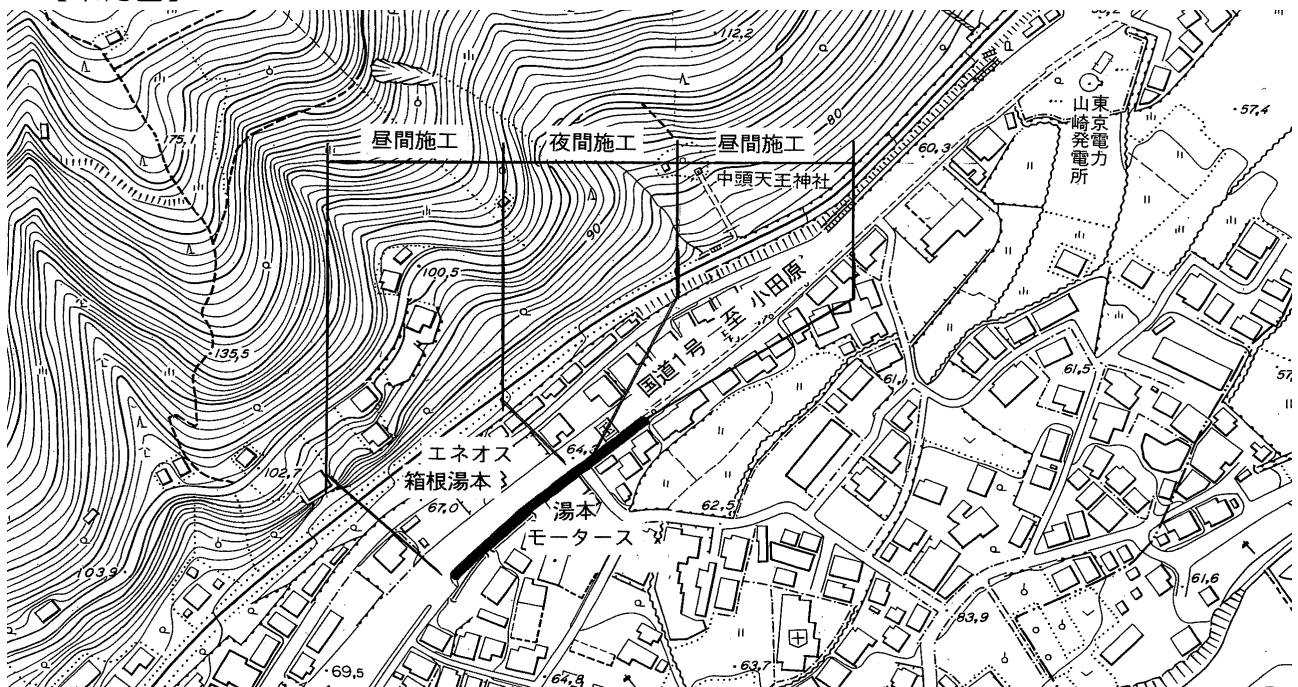 112.2
175.1
昼間施工
夜間施工
昼間施工
80
60.3
東京電力
山崎発電所
57.4
中頭天王神社
90
100.5
至 小田原
国道1号
135.5
61.1
61.5
エネオス
箱根湯本
64.3
102.7
67.0
62.5
湯本
モータース
103.9
61.6
83.9
69.5
64.8
63.7